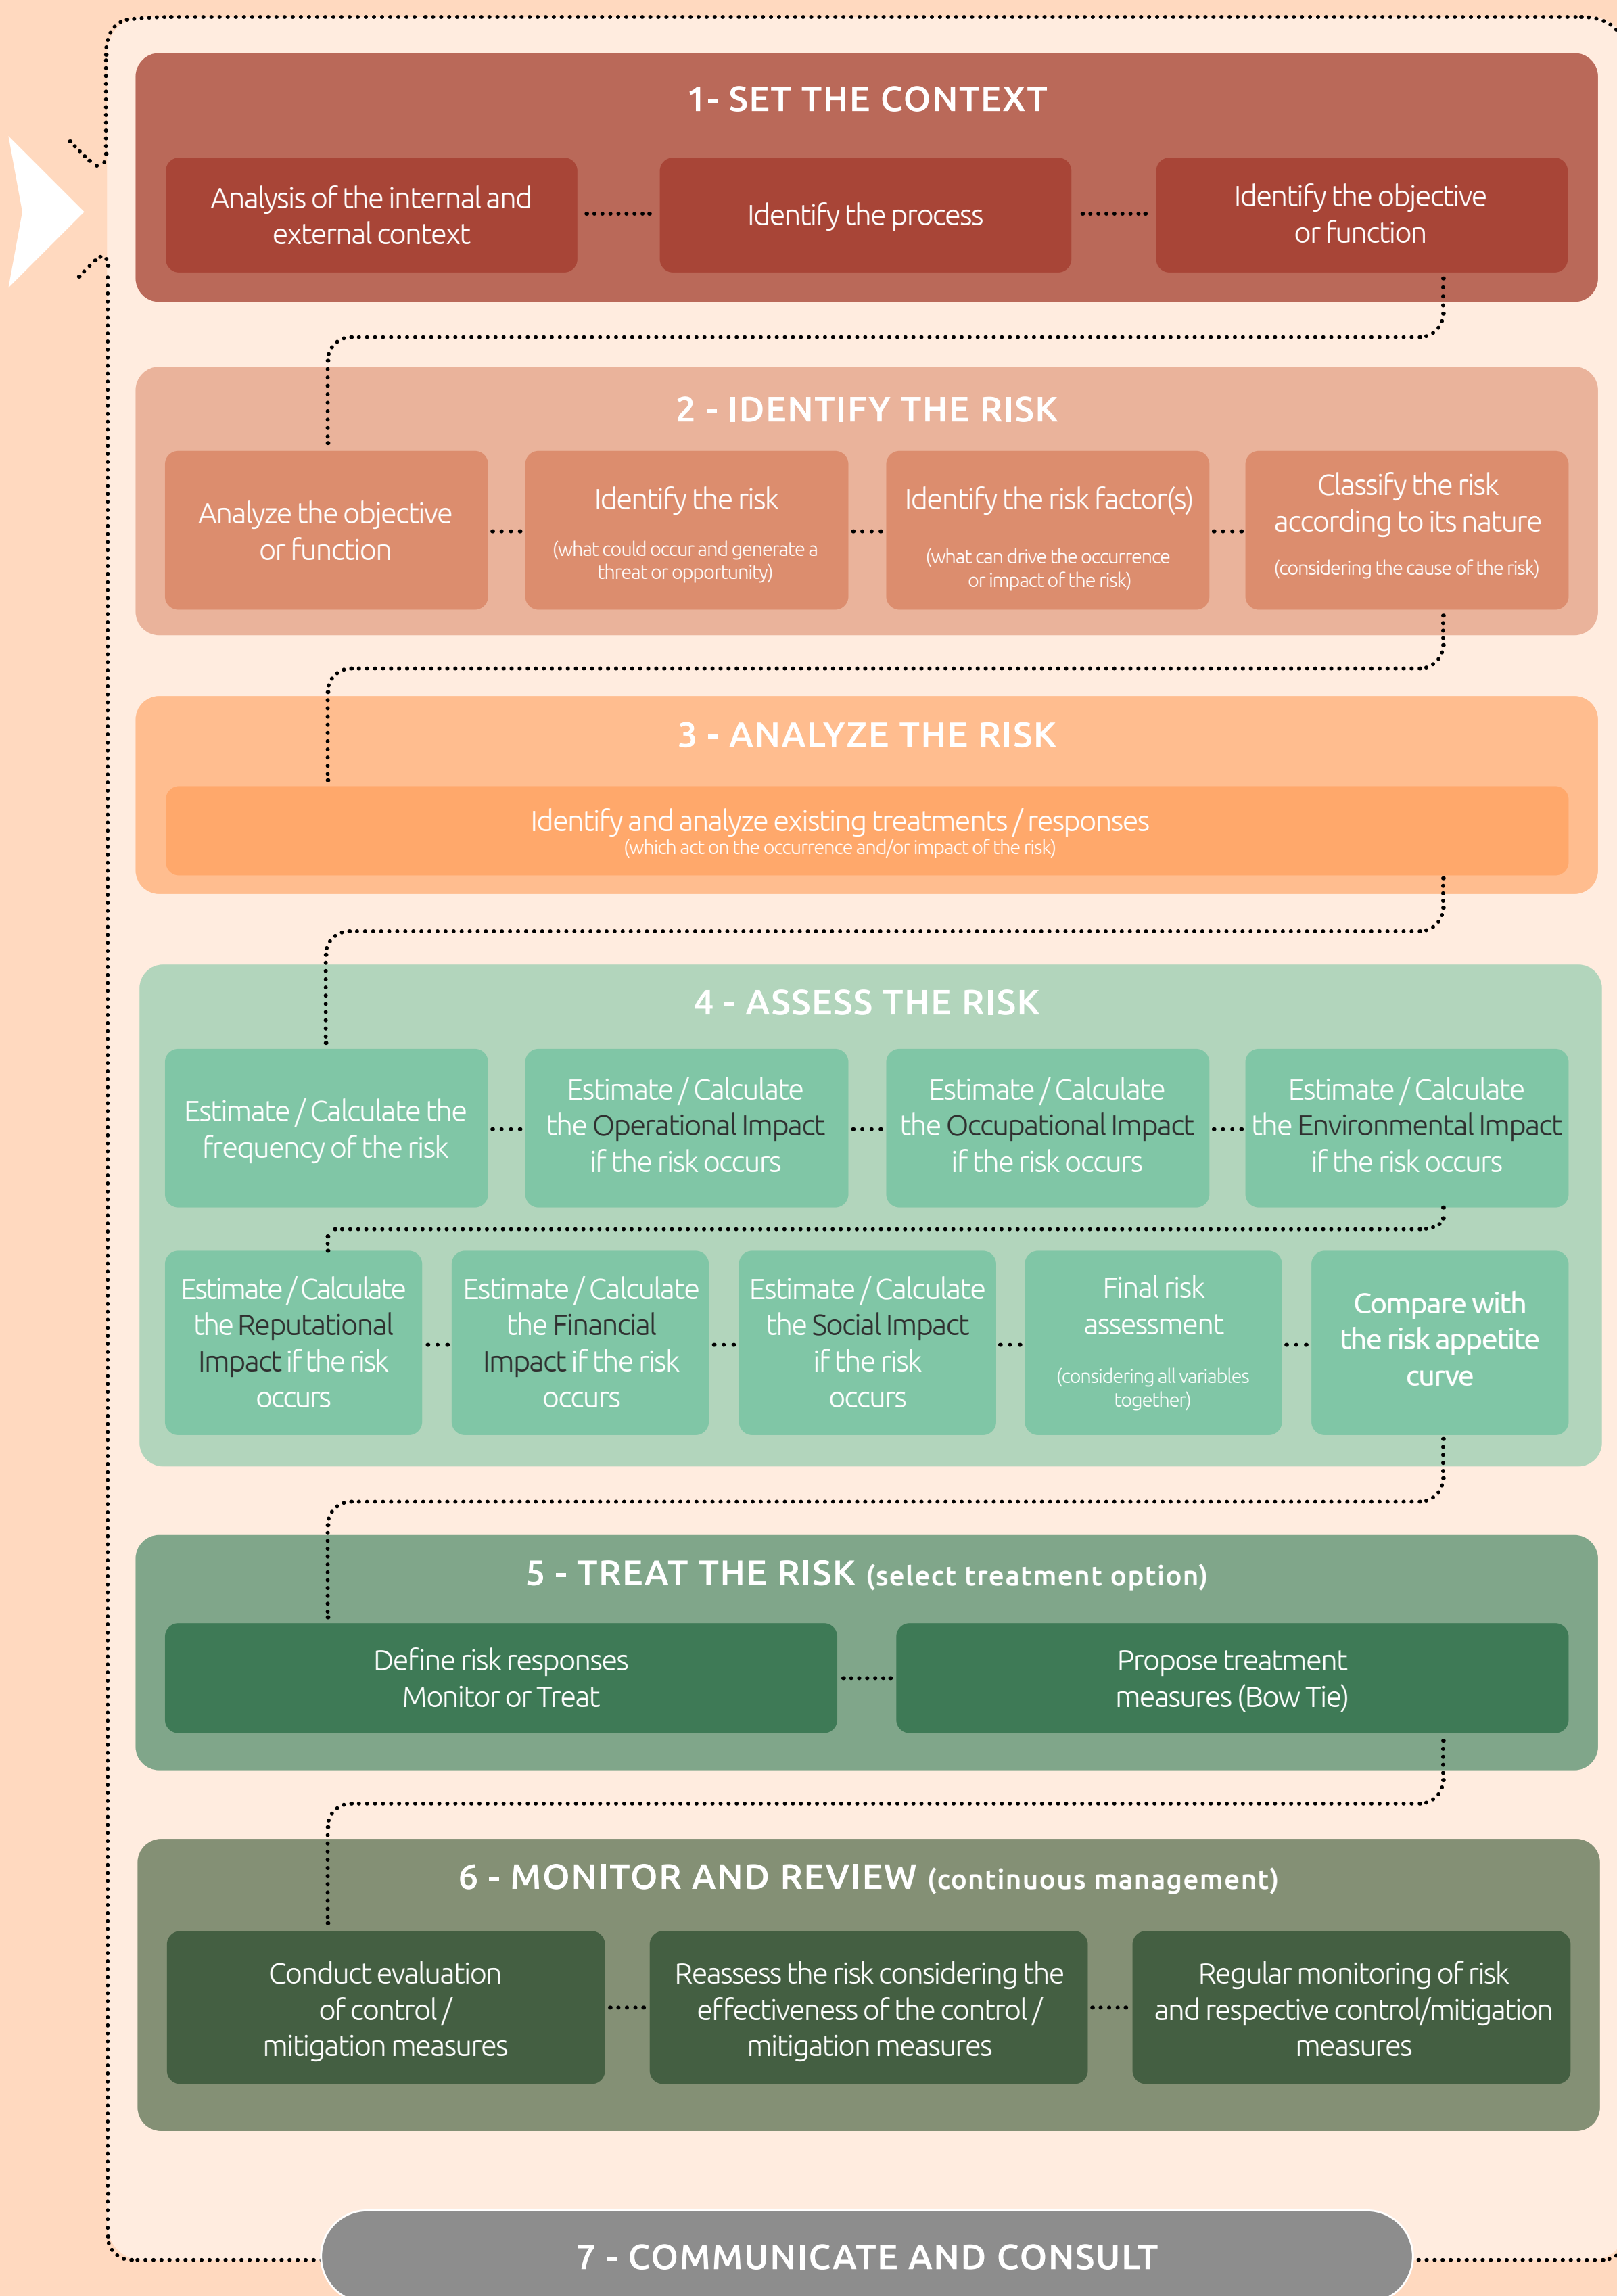 1- SET THE CONTEXT
Analysis of the internal and
external context
Identify the process
Identify the objective
or function
2 - IDENTIFY THE RISK
Analyze the objective
or function
Identify the risk
(what could occur and generate a
threat or opportunity)
Identify the risk factor(s)
(what can drive the occurrence
or impact of the risk)
Classify the risk
according to its nature
(considering the cause of the risk)
3 - ANALYZE THE RISK
Identify and analyze existing treatments / responses
(which act on the occurrence and/or impact of the risk)
4 - ASSESS THE RISK
Estimate / Calculate the
frequency of the risk
Estimate / Calculate
the Operational Impact
if the risk occurs
Estimate / Calculate
the Occupational Impact
if the risk occurs
Estimate / Calculate
the Environmental Impact
if the risk occurs
Estimate / Calculate
the Reputational
Impact if the risk
occurs
Estimate / Calculate
the Financial
Impact if the risk
occurs
Estimate / Calculate
the Social Impact
if the risk
occurs
Final risk
assessment
(considering all variables
together)
Compare with
the risk appetite
curve
5 - TREAT THE RISK (select treatment option)
Define risk responses
Monitor or Treat
Propose treatment
measures (Bow Tie)
6 - MONITOR AND REVIEW (continuous management)
Conduct evaluation
of control /
mitigation measures
Reassess the risk considering the
effectiveness of the control /
mitigation measures
Regular monitoring of risk
and respective control/mitigation
measures
7 - COMMUNICATE AND CONSULT